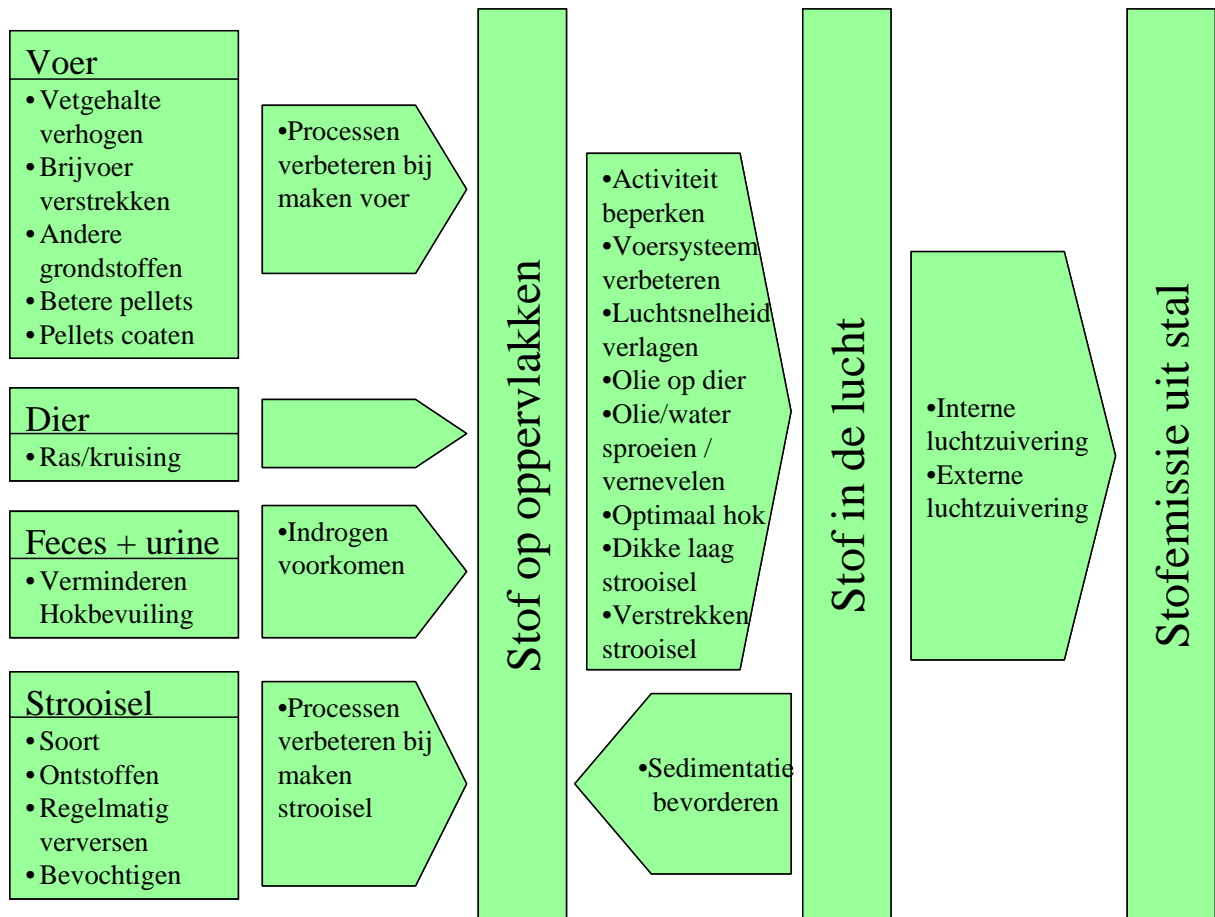 Voer
• Vetgehalte
verhogen
• Brijvoer
verstrekken
• Andere
grondstoffen
• Betere pellets
• Pellets coaten
•Processen
verbeteren bij
maken voer
Dier
• Ras/kruising
Feces + urine
• Verminderen
Hokbevuiling
•Indrogen
voorkomen
Strooisel
• Soort
• Ontstoffen
• Regelmatig
verversen
• Bevochtigen
•Processen
verbeteren bij
maken
strooisel
Stof op oppervlakken
•Activiteit
beperken
•Voersysteem
verbeteren
•Luchtsnelheid
verlagen
•Olie op dier
•Olie/water
sproeien /
vernevelen
•Optimaal hok
•Dikke laag
strooisel
•Verstrekken
strooisel
•Sedimentatie
bevorderen
Stof in de lucht
•Interne
luchtzuivering
•Externe
luchtzuivering
Stofemissie uit stal